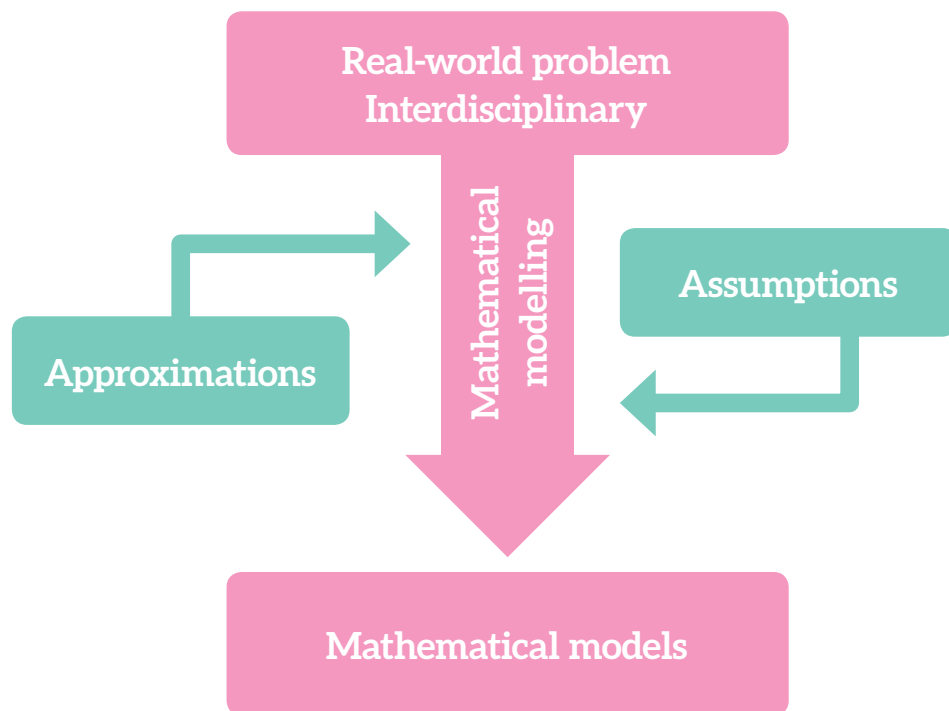 Real-world problem
Interdisciplinary
Mathematical
modelling
Assumptions
Approximations
Mathematical models